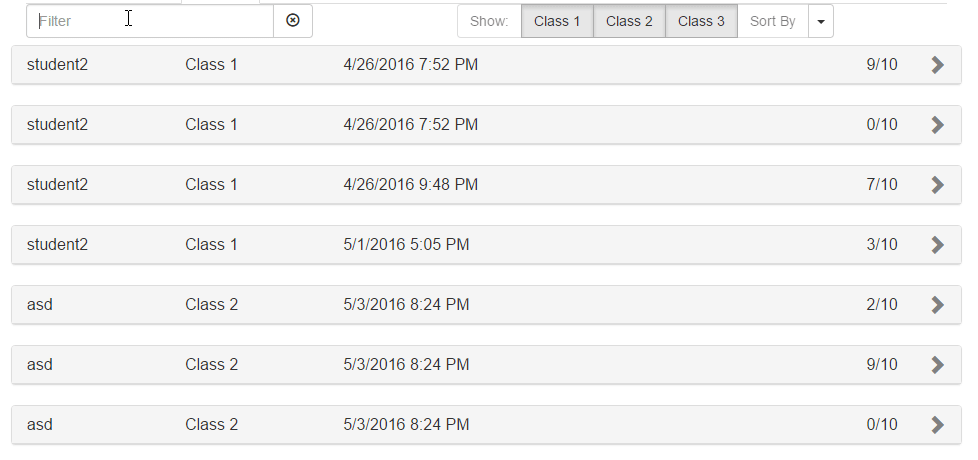 Filter Show: Class 1 Class 2 Class 3 Sort By
student2 Class 1 4/26/2016 7:52 PM 9/10
student2 Class 1 4/26/2016 7:52 PM 0/10
student2 Class 1 4/26/2016 9:48 PM 7/10
student2 Class 1 5/1/2016 5:05 PM 3/10
asd Class 2 5/3/2016 8:24 PM 2/10
asd Class 2 5/3/2016 8:24 PM 9/10
asd Class 2 5/3/2016 8:24 PM 0/10